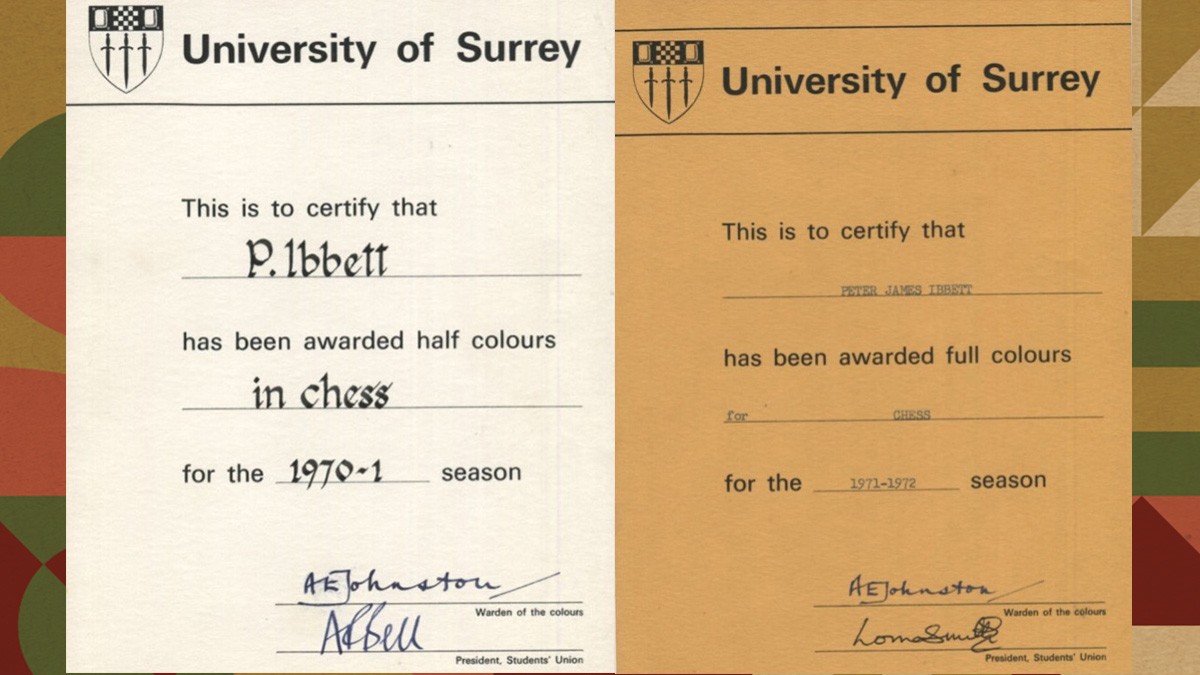 University of Surrey
This is to certify that
P. Ibbett
has been awarded half colours
in chess
for the 1970-1 season
AEJohnston
Warden of the colours
Bell
President, Students' Union
University of Surrey
This is to certify that
PETER JAMES IBBETT
has been awarded full colours
for CHESS
for the 1971-1972 season
AEJohnston
Warden of the colours
Lorna Smith
President, Students' Union